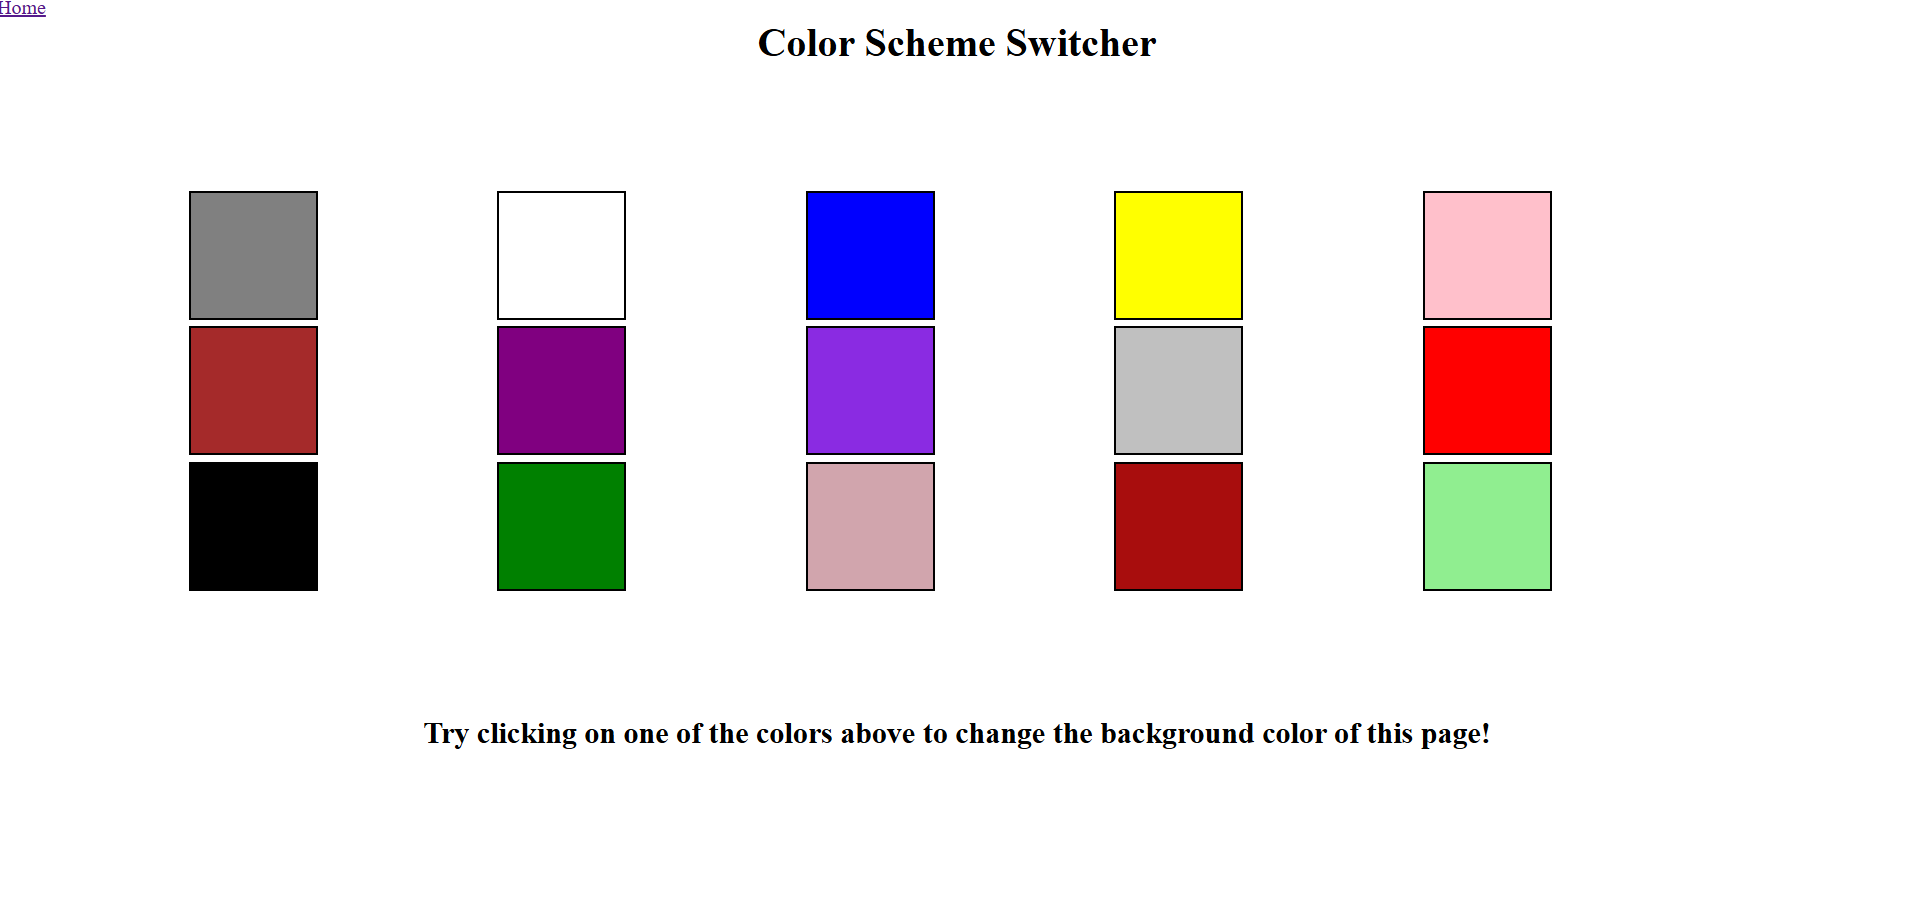 Home
Color Scheme Switcher
Try clicking on one of the colors above to change the background color of this page!